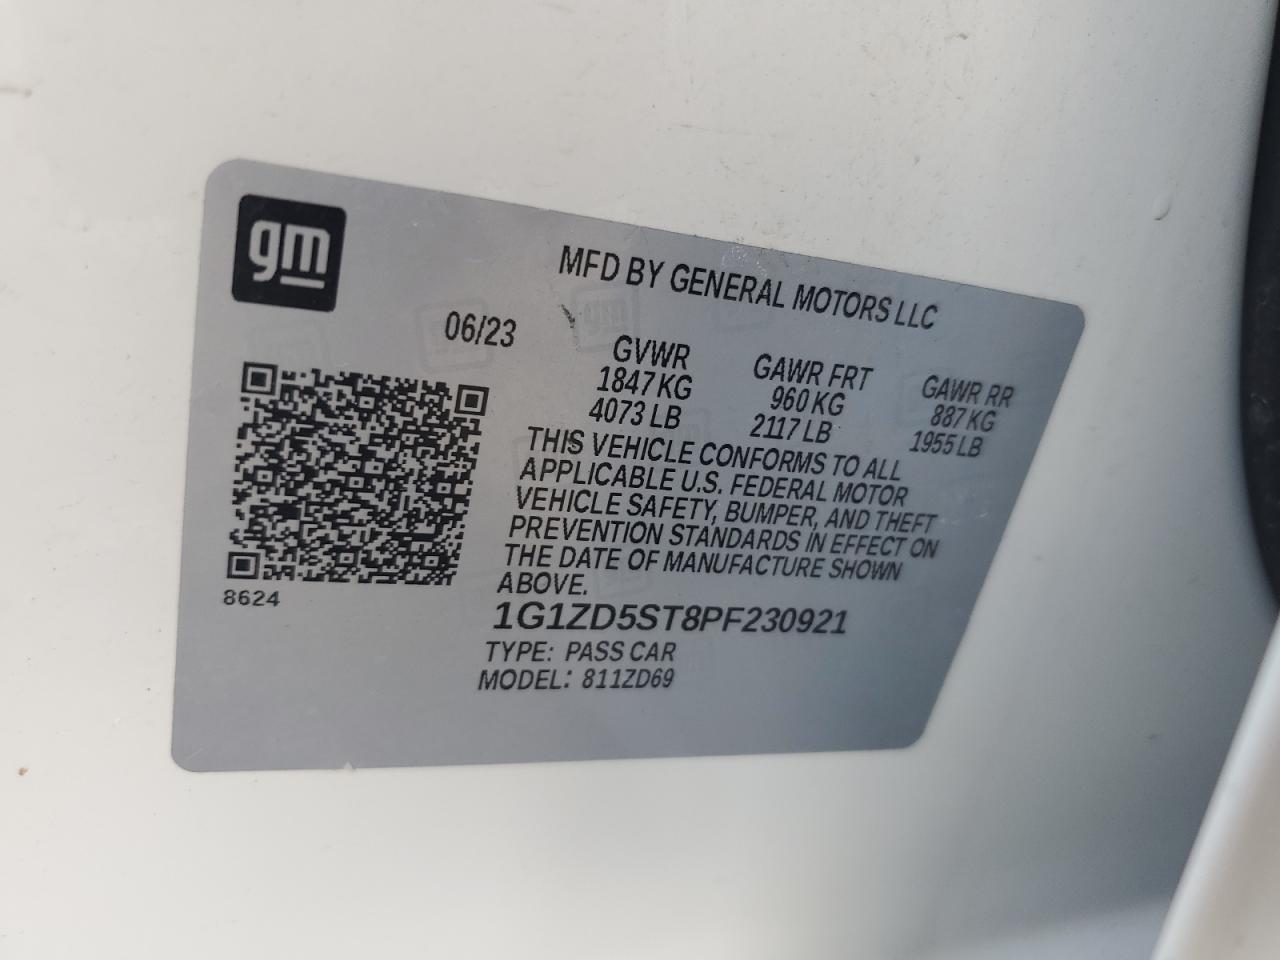 gm
MFD BY GENERAL MOTORS LLC
06/23
GVWR GAWR FRT GAWR RR
1847 KG 960 KG 887 KG
4073 LB 2117 LB 1955 LB
THIS VEHICLE CONFORMS TO ALL
APPLICABLE U.S. FEDERAL MOTOR
VEHICLE SAFETY, BUMPER, AND THEFT
PREVENTION STANDARDS IN EFFECT ON
THE DATE OF MANUFACTURE SHOWN
ABOVE.
8624
1G1ZD5ST8PF230921
TYPE: PASS CAR
MODEL: 811ZD69